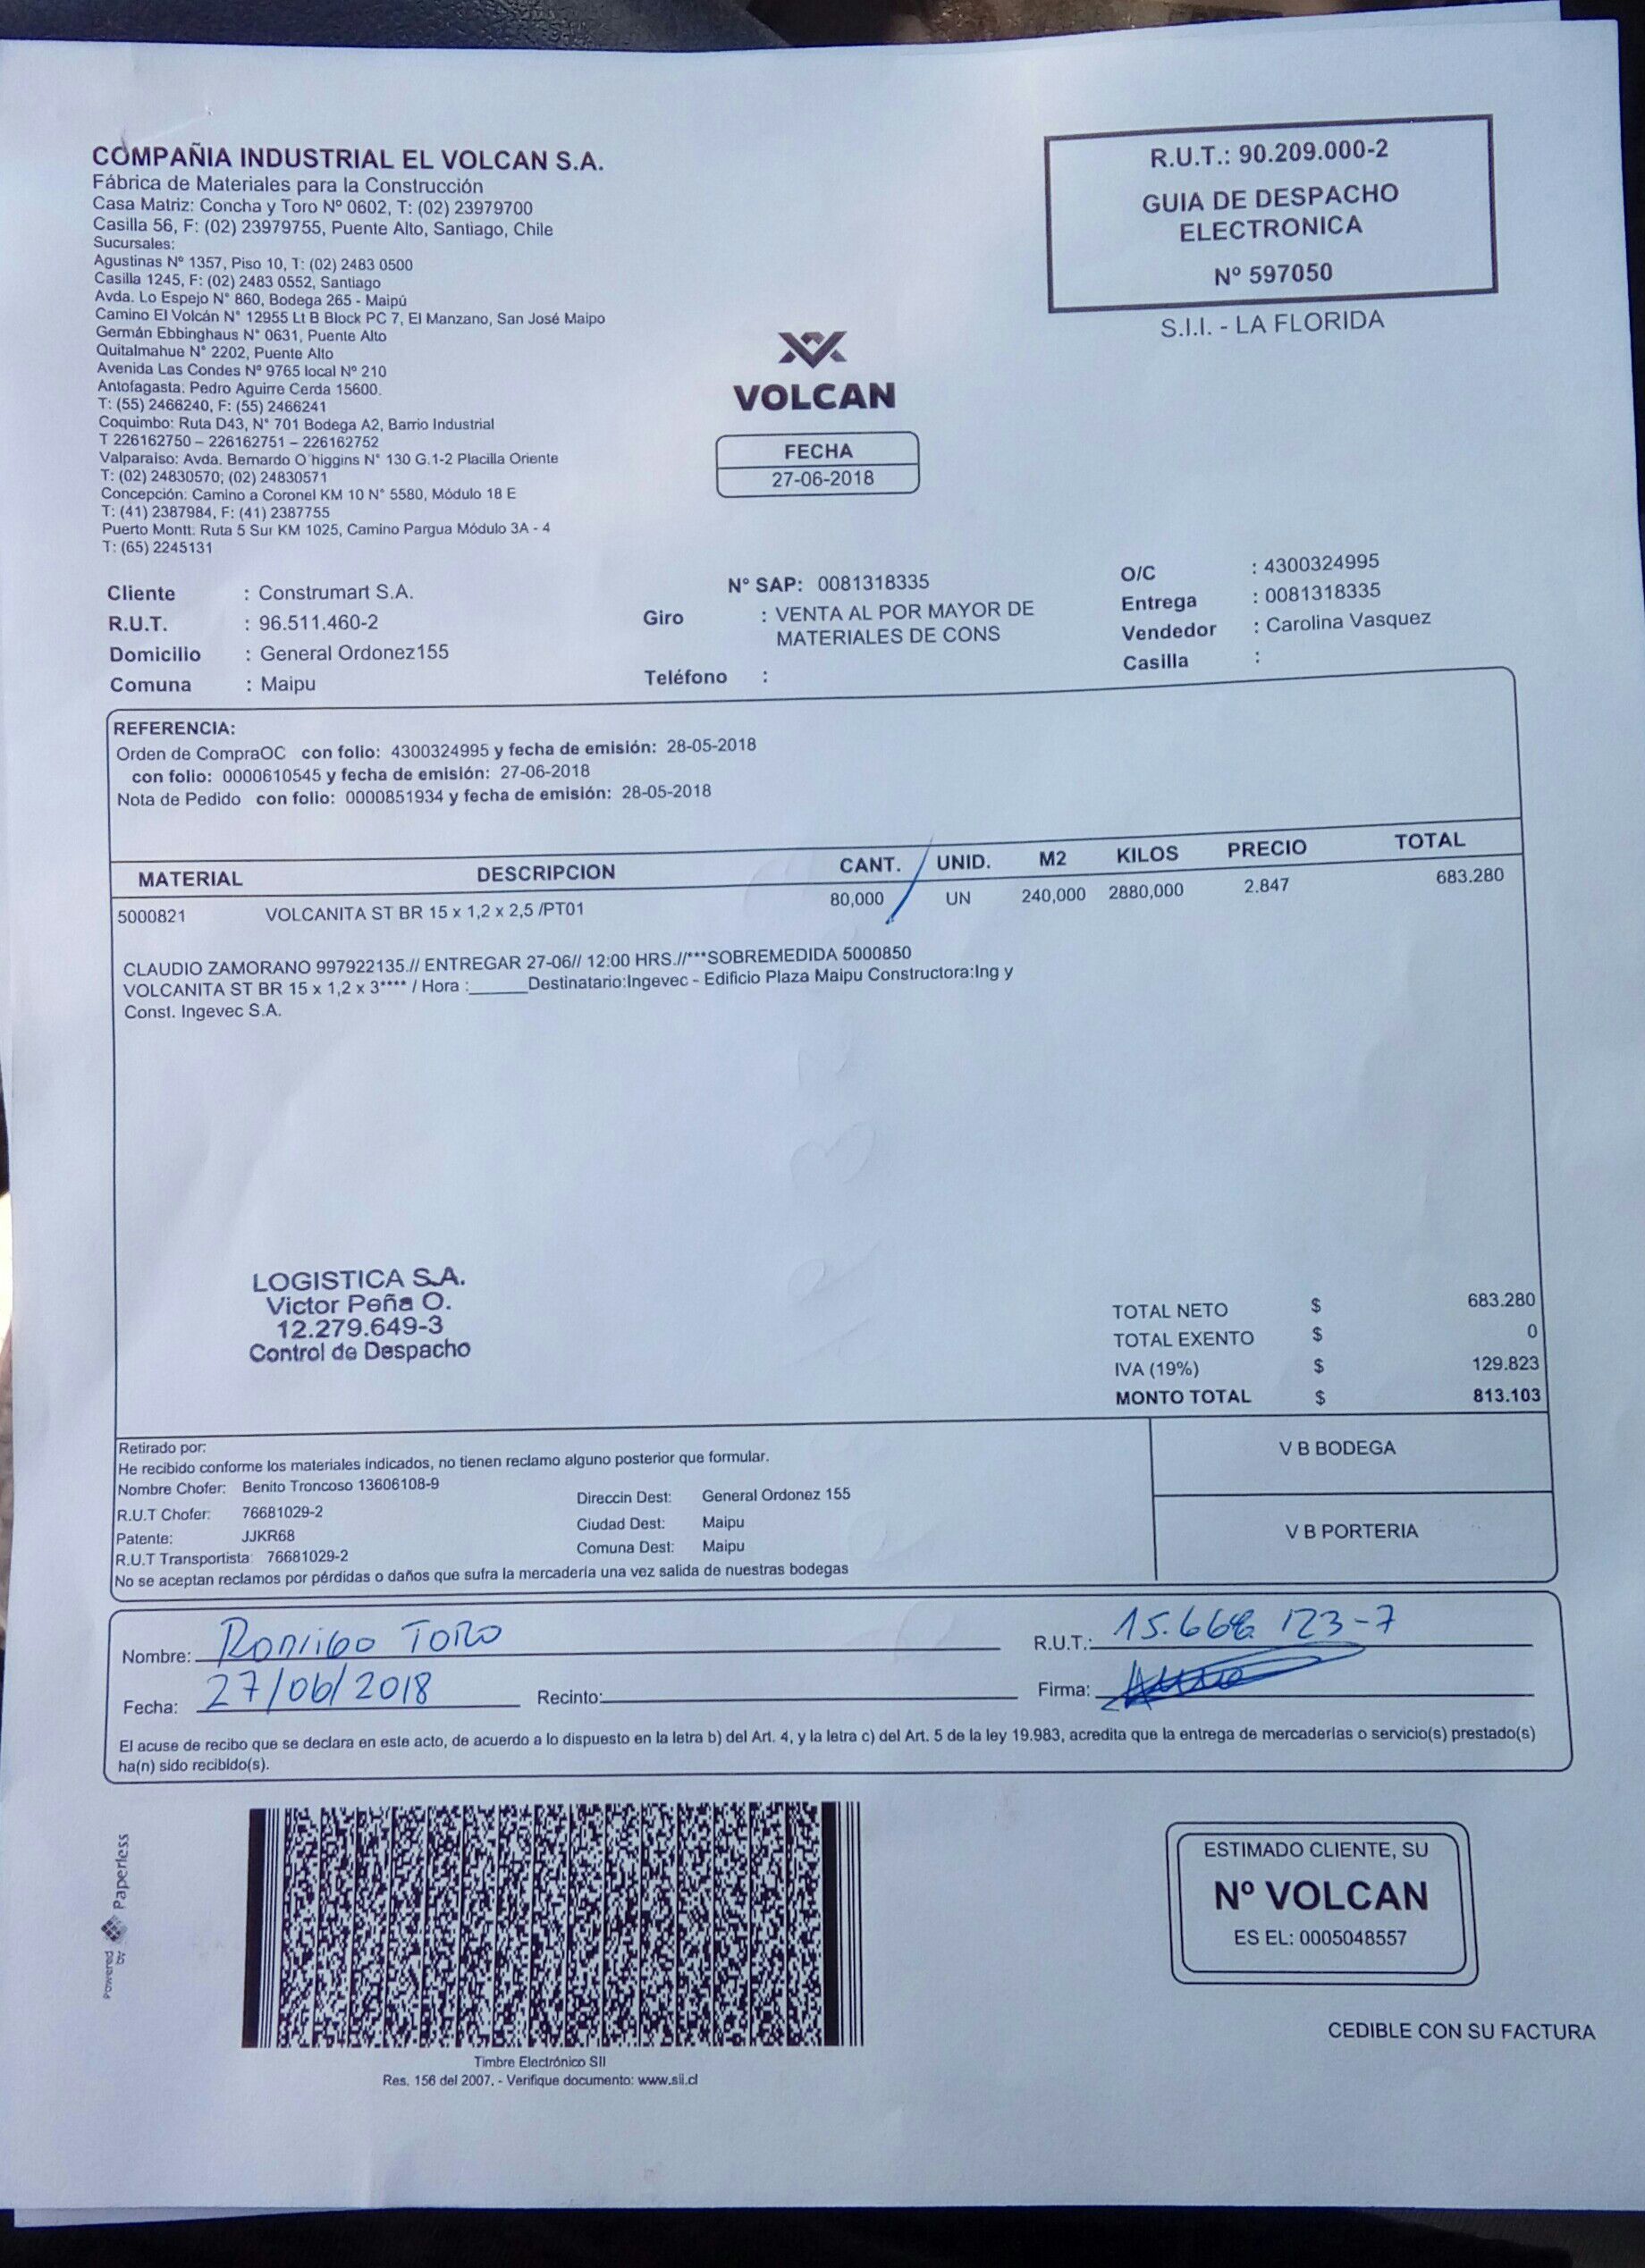 COMPAÑIA INDUSTRIAL EL VOLCAN S.A.
Fábrica de Materiales para la Construcción
Casa Matriz: Concha y Toro Nº 0602, T: (02) 23979700
Casilla 56, F: (02) 23979755, Puente Alto, Santiago, Chile
Sucursales:
Agustinas Nº 1357, Piso 10, T: (02) 2483 0500
Casilla 1245, F: (02) 2483 0552, Santiago
Avda. Lo Espejo N° 860, Bodega 265 - Maipú
Camino El Volcán N° 12955 Lt B Block PC 7, El Manzano, San José Maipo
Germán Ebbinghaus N° 0631, Puente Alto
Quitalmahue N° 2202, Puente Alto
Avenida Las Condes Nº 9765 local Nº 210
Antofagasta: Pedro Aguirre Cerda 15600.
T: (55) 2466240, F: (55) 2466241
Coquimbo: Ruta D43, N° 701 Bodega A2, Barrio Industrial
T 226162750 – 226162751 – 226162752
Valparaiso: Avda. Bernardo O´higgins N° 130 G.1-2 Placilla Oriente
T: (02) 24830570; (02) 24830571
Concepción: Camino a Coronel KM 10 N° 5580, Módulo 18 E
T: (41) 2387984, F: (41) 2387755
Puerto Montt: Ruta 5 Sur KM 1025, Camino Pargua Módulo 3A - 4
T: (65) 2245131
R.U.T.: 90.209.000-2
GUIA DE DESPACHO
ELECTRONICA
Nº 597050
S.I.I. - LA FLORIDA
VOLCAN
FECHA
27-06-2018
Cliente : Construmart S.A.
R.U.T. : 96.511.460-2
Domicilio : General Ordonez155
Comuna : Maipu
N° SAP: 0081318335
Giro : VENTA AL POR MAYOR DE
MATERIALES DE CONS
Teléfono :
O/C : 4300324995
Entrega : 0081318335
Vendedor : Carolina Vasquez
Casilla :
REFERENCIA:
Orden de CompraOC con folio: 4300324995 y fecha de emisión: 28-05-2018
con folio: 0000610545 y fecha de emisión: 27-06-2018
Nota de Pedido con folio: 0000851934 y fecha de emisión: 28-05-2018
MATERIAL DESCRIPCION CANT. UNID. M2 KILOS PRECIO TOTAL
5000821 VOLCANITA ST BR 15 x 1,2 x 2,5 /PT01 80,000 UN 240,000 2880,000 2.847 683.280
CLAUDIO ZAMORANO 997922135.// ENTREGAR 27-06// 12:00 HRS.//***SOBREMEDIDA 5000850
VOLCANITA ST BR 15 x 1,2 x 3**** / Hora :______Destinatario:Ingevec - Edificio Plaza Maipu Constructora:Ing y
Const. Ingevec S.A.
LOGISTICA S.A.
Victor Peña O.
12.279.649-3
Control de Despacho
TOTAL NETO $ 683.280
TOTAL EXENTO $ 0
IVA (19%) $ 129.823
MONTO TOTAL $ 813.103
Retirado por:
He recibido conforme los materiales indicados, no tienen reclamo alguno posterior que formular.
Nombre Chofer: Benito Troncoso 13606108-9
R.U.T Chofer: 76681029-2
Patente: JJKR68
R.U.T Transportista: 76681029-2
Direccin Dest: General Ordonez 155
Ciudad Dest: Maipu
Comuna Dest: Maipu
No se aceptan reclamos por pérdidas o daños que sufra la mercadería una vez salida de nuestras bodegas
V B BODEGA
V B PORTERIA
Nombre: Rodrigo Toro
R.U.T.: 15.668.123-7
Fecha: 27/06/2018 Recinto: Firma:
El acuse de recibo que se declara en este acto, de acuerdo a lo dispuesto en la letra b) del Art. 4, y la letra c) del Art. 5 de la ley 19.983, acredita que la entrega de mercaderías o servicio(s) prestado(s)
ha(n) sido recibido(s).
Powered by Paperless
Timbre Electrónico SII
Res. 156 del 2007. - Verifique documento: www.sii.cl
ESTIMADO CLIENTE, SU
Nº VOLCAN
ES EL: 0005048557
CEDIBLE CON SU FACTURA